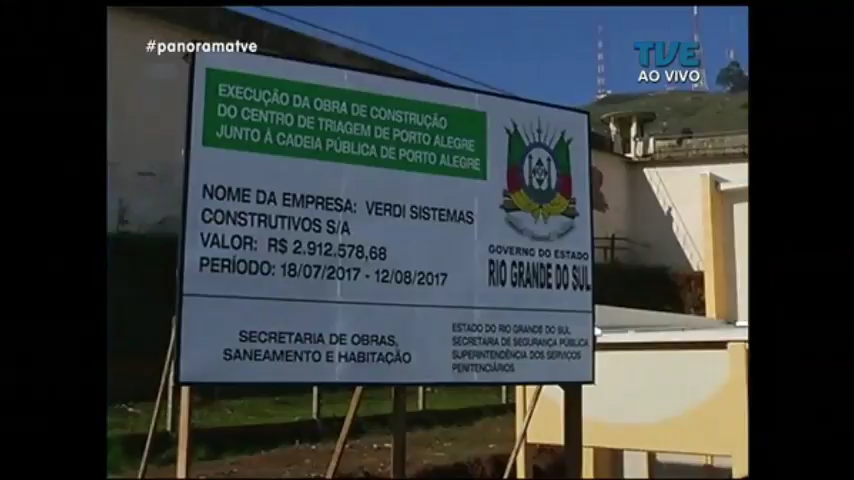 #panoramatve
TVE
AO VIVO
EXECUÇÃO DA OBRA DE CONSTRUÇÃO
DO CENTRO DE TRIAGEM DE PORTO ALEGRE
JUNTO À CADEIA PÚBLICA DE PORTO ALEGRE
NOME DA EMPRESA: VERDI SISTEMAS
CONSTRUTIVOS S/A
VALOR: R$ 2.912.578,68
PERÍODO: 18/07/2017 - 12/08/2017
GOVERNO DO ESTADO
RIO GRANDE DO SUL
SECRETARIA DE OBRAS,
SANEAMENTO E HABITAÇÃO
ESTADO DO RIO GRANDE DO SUL
SECRETARIA DE SEGURANÇA PÚBLICA
SUPERINTENDÊNCIA DOS SERVIÇOS
PENITENCIÁRIOS